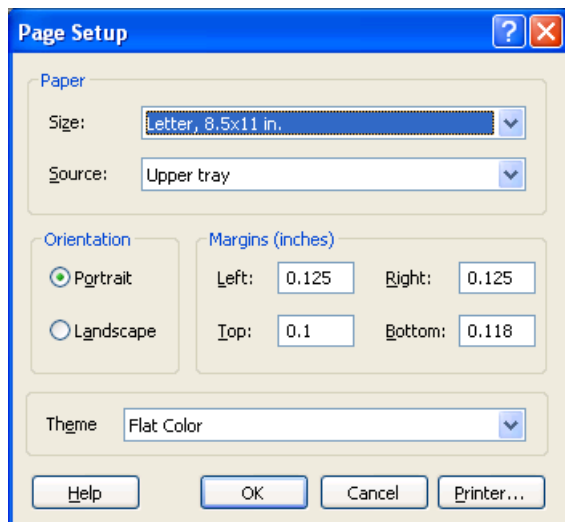 Page Setup
Paper
Size: Letter, 8.5x11 in.
Source: Upper tray
Orientation
Portrait
Landscape
Margins (inches)
Left: 0.125 Right: 0.125
Top: 0.1 Bottom: 0.118
Theme Flat Color
Help OK Cancel Printer...